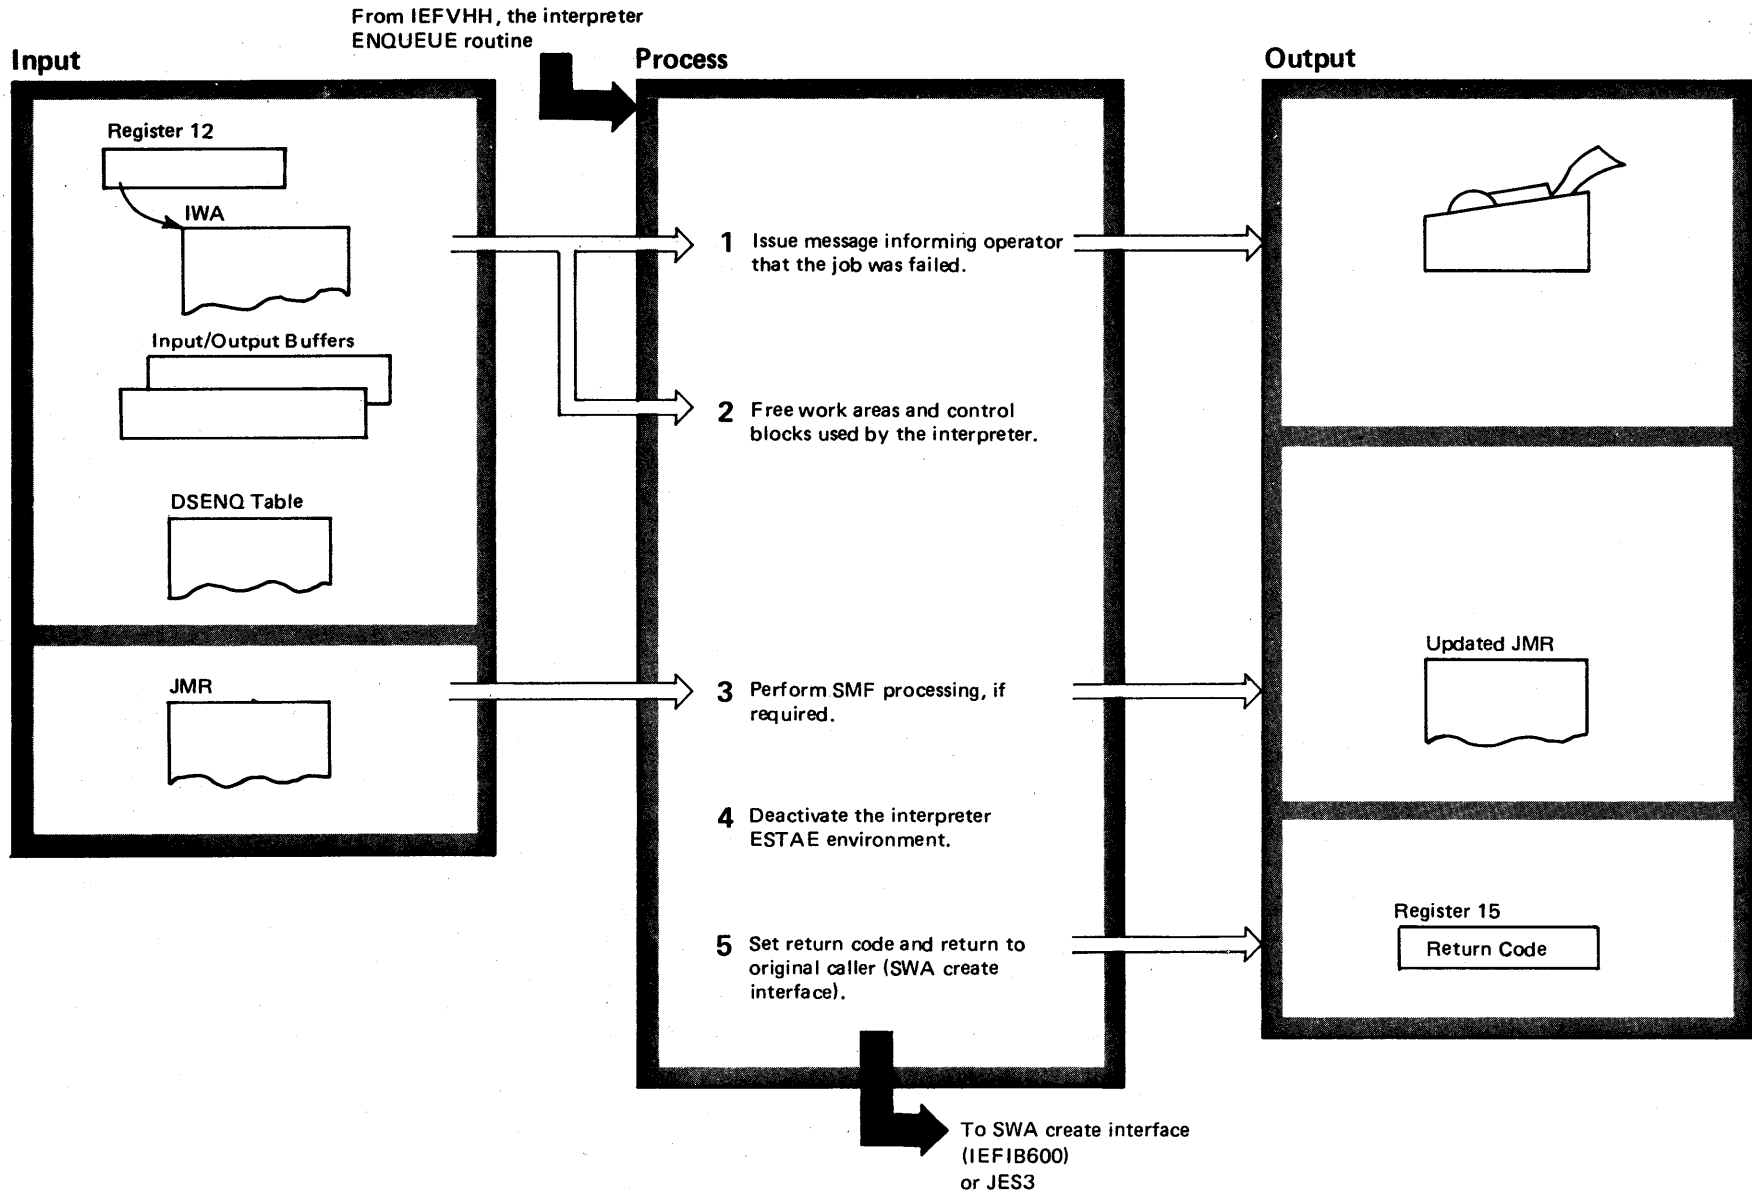 From IEFVHH, the interpreter
ENQUEUE routine
Input
Process
Output
Register 12
IWA
Input/Output Buffers
DSENQ Table
JMR
1 Issue message informing operator
that the job was failed.
2 Free work areas and control
blocks used by the interpreter.
3 Perform SMF processing, if
required.
4 Deactivate the interpreter
ESTAE environment.
5 Set return code and return to
original caller (SWA create
interface).
Updated JMR
Register 15
Return Code
To SWA create interface
(IEFIB600)
or JES3